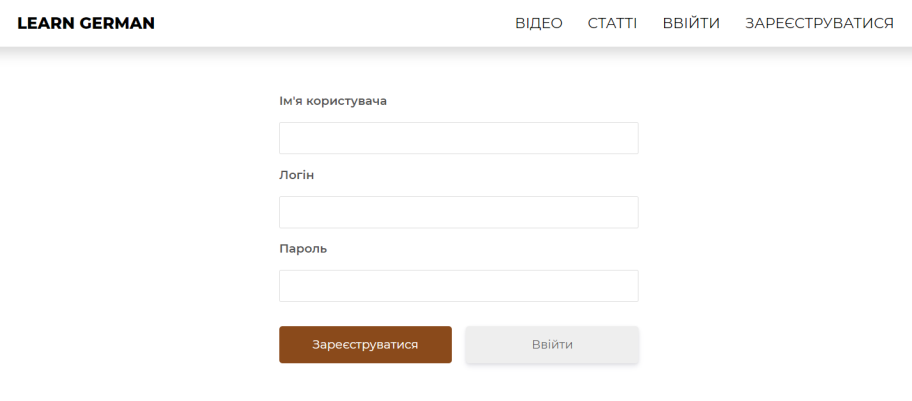 LEARN GERMAN ВІДЕО СТАТТІ ВВІЙТИ ЗАРЕЄСТРУВАТИСЯ
Ім'я користувача
Логін
Пароль
Зареєструватися Ввійти